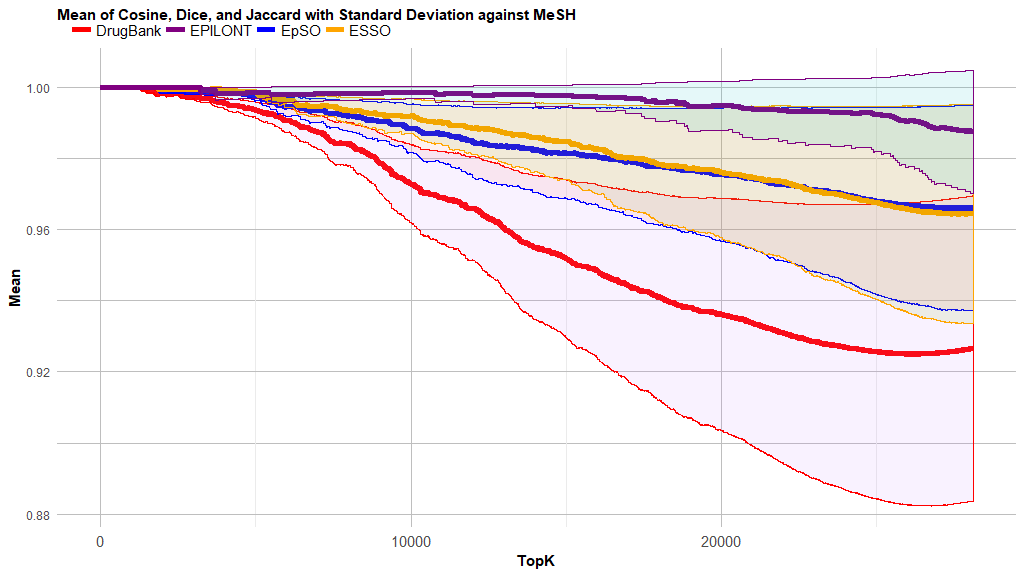 Mean of Cosine, Dice, and Jaccard with Standard Deviation against MeSH
DrugBank EPILONT EpSO ESSO
1.00
0.96
0.92
0.88
Mean
0 10000 20000
TopK